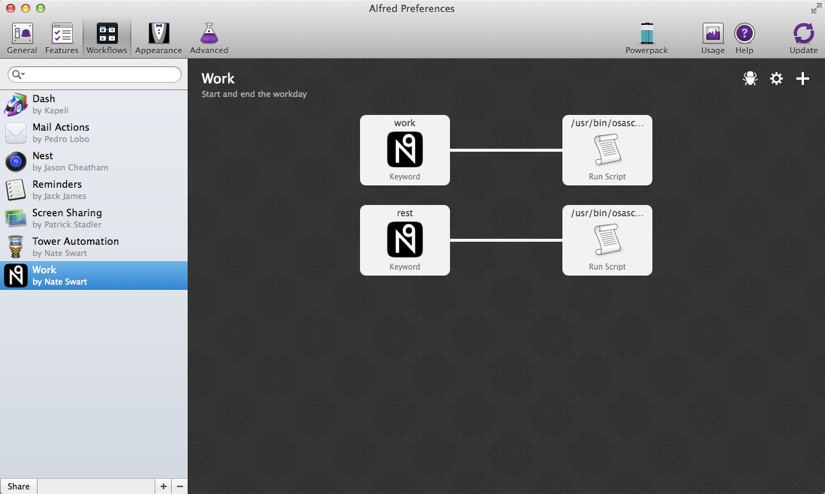 Alfred Preferences
General
Features
Workflows
Appearance
Advanced
Powerpack
Usage
Help
Update
Dash
by Kapeli
Mail Actions
by Pedro Lobo
Nest
by Jason Cheatham
Reminders
by Jack James
Screen Sharing
by Patrick Stadler
Tower Automation
by Nate Swart
Work
by Nate Swart
Share
Work
Start and end the workday
work
Keyword
/usr/bin/osasc...
Run Script
rest
Keyword
/usr/bin/osasc...
Run Script